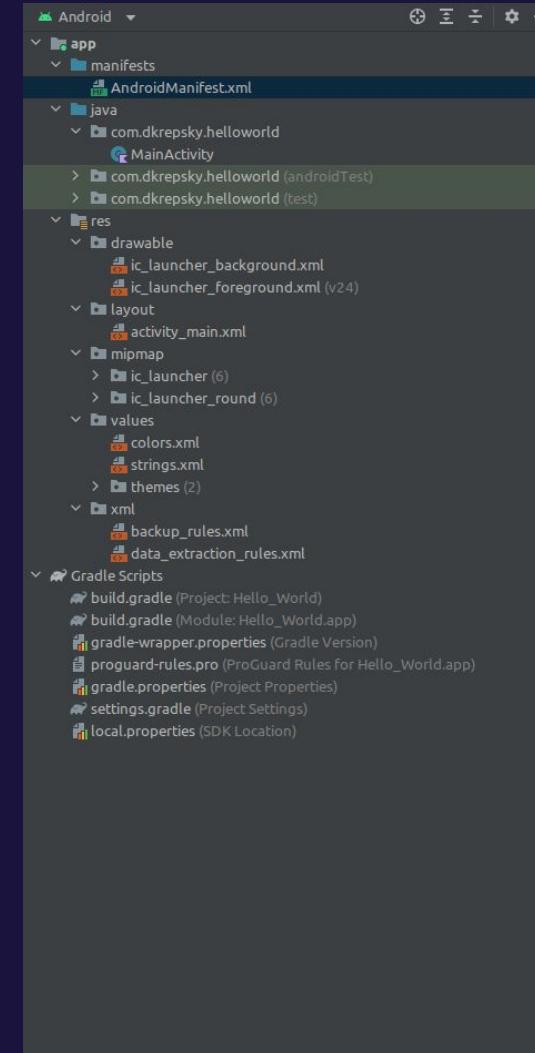 Android
app
manifests
AndroidManifest.xml
java
com.dkrepsky.helloworld
MainActivity
com.dkrepsky.helloworld (androidTest)
com.dkrepsky.helloworld (test)
res
drawable
ic_launcher_background.xml
ic_launcher_foreground.xml (v24)
layout
activity_main.xml
mipmap
ic_launcher (6)
ic_launcher_round (6)
values
colors.xml
strings.xml
themes (2)
xml
backup_rules.xml
data_extraction_rules.xml
Gradle Scripts
build.gradle (Project: Hello_World)
build.gradle (Module: Hello_World.app)
gradle-wrapper.properties (Gradle Version)
proguard-rules.pro (ProGuard Rules for Hello_World.app)
gradle.properties (Project Properties)
settings.gradle (Project Settings)
local.properties (SDK Location)